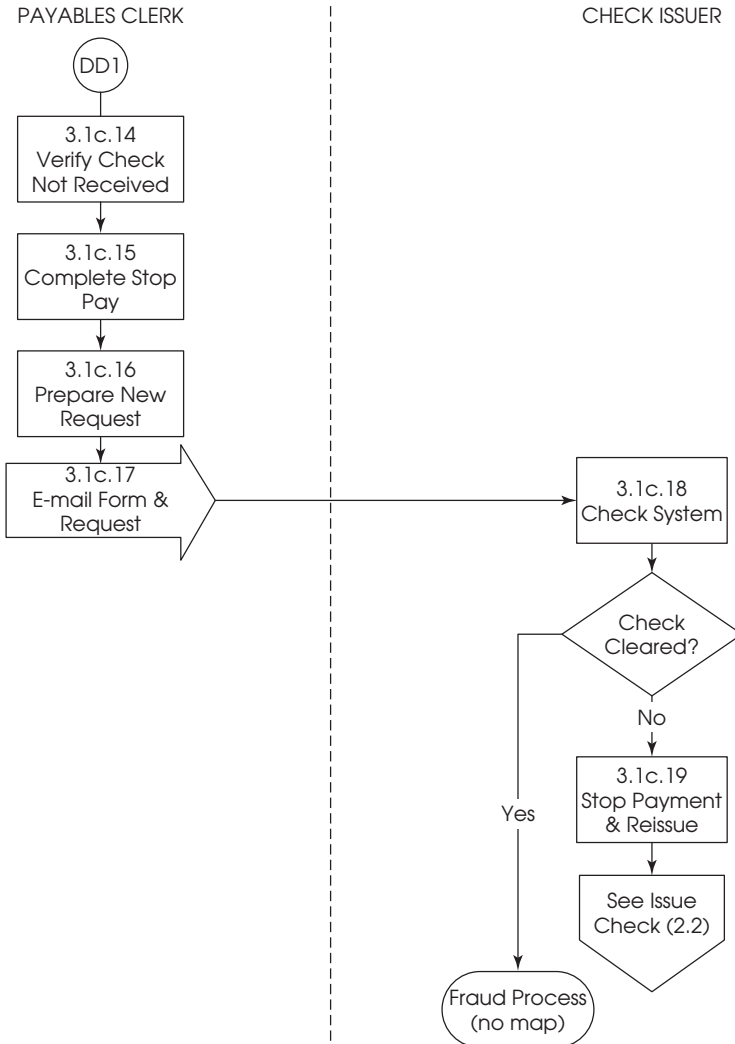 PAYABLES CLERK
CHECK ISSUER
DD1
3.1c.14
Verify Check
Not Received
3.1c.15
Complete Stop
Pay
3.1c.16
Prepare New
Request
3.1c.17
E-mail Form &
Request
3.1c.18
Check System
Check
Cleared?
No
3.1c.19
Stop Payment
& Reissue
Yes
See Issue
Check (2.2)
Fraud Process
(no map)